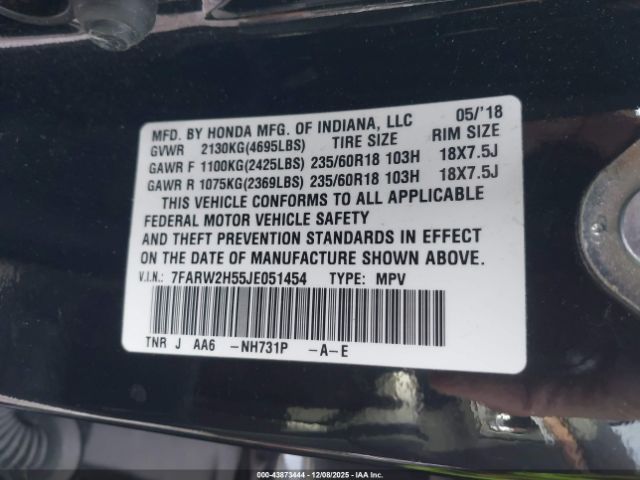 MFD. BY HONDA MFG. OF INDIANA, LLC 05/'18
GVWR 2130KG(4695LBS) TIRE SIZE RIM SIZE
GAWR F 1100KG(2425LBS) 235/60R18 103H 18X7.5J
GAWR R 1075KG(2369LBS) 235/60R18 103H 18X7.5J
THIS VEHICLE CONFORMS TO ALL APPLICABLE
FEDERAL MOTOR VEHICLE SAFETY
AND THEFT PREVENTION STANDARDS IN EFFECT
ON THE DATE OF MANUFACTURE SHOWN ABOVE.
V.I.N.: 7FARW2H55JE051454 TYPE: MPV
TNR J AA6 -NH731P -A-E
000-43873444 - 12/08/2025 - IAA Inc.